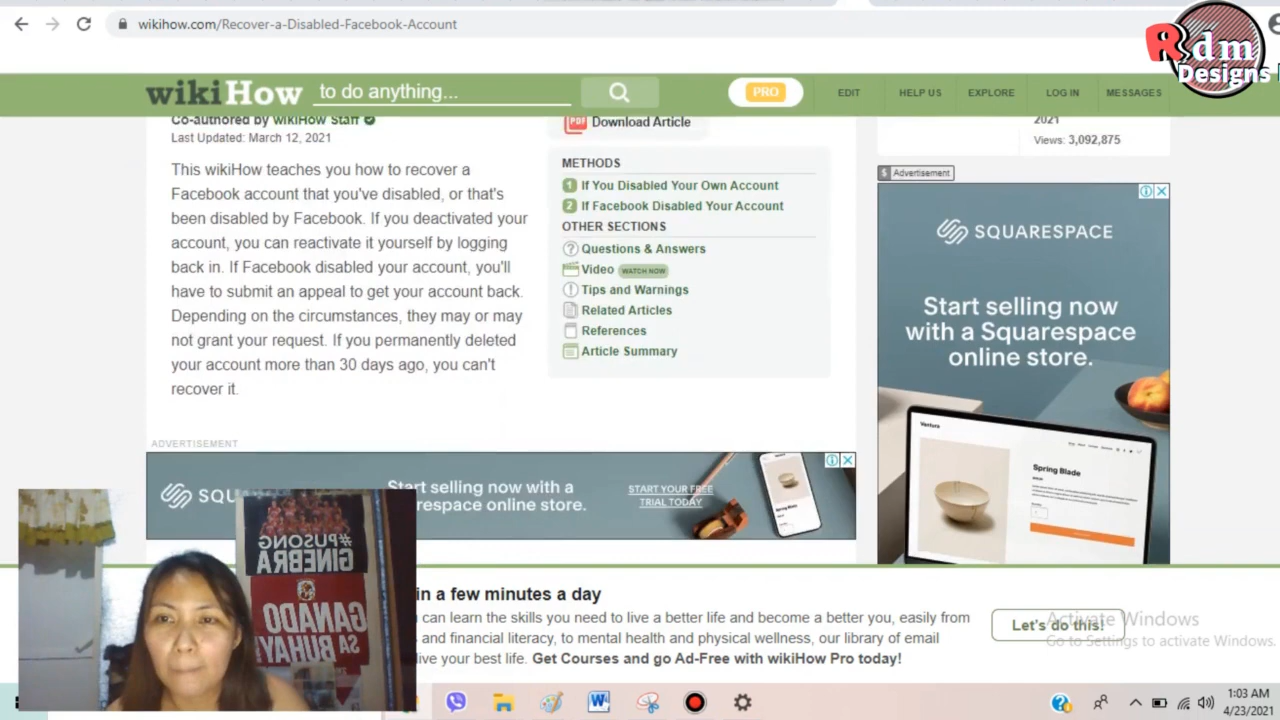 wikihow.com/Recover-a-Disabled-Facebook-Account
Rdm
Designs
wikiHow to do anything...
PRO
EDIT
HELP US
EXPLORE
LOG IN
MESSAGES
Co-authored by wikiHow Staff
Last Updated: March 12, 2021
This wikiHow teaches you how to recover a
Facebook account that you've disabled, or that's
been disabled by Facebook. If you deactivated your
account, you can reactivate it yourself by logging
back in. If Facebook disabled your account, you'll
have to submit an appeal to get your account back.
Depending on the circumstances, they may or may
not grant your request. If you permanently deleted
your account more than 30 days ago, you can't
recover it.
PDF Download Article
METHODS
1 If You Disabled Your Own Account
2 If Facebook Disabled Your Account
OTHER SECTIONS
Questions & Answers
Video WATCH NOW
Tips and Warnings
Related Articles
References
Article Summary
2021
Views: 3,092,875
$ Advertisement
SQUARESPACE
Start selling now
with a Squarespace
online store.
Ventura
Spring Blade
ADVERTISEMENT
SQU
Start selling now with a
respace online store.
START YOUR FREE
TRIAL TODAY
#PUSONG
GINEBRA
GANADO
SA BUHAY
in a few minutes a day
can learn the skills you need to live a better life and become a better you, easily from
and financial literacy, to mental health and physical wellness, our library of email
live your best life. Get Courses and go Ad-Free with wikiHow Pro today!
Let's do this!
Activate Windows
Go to Settings to activate Windows.
1:03 AM
4/23/2021